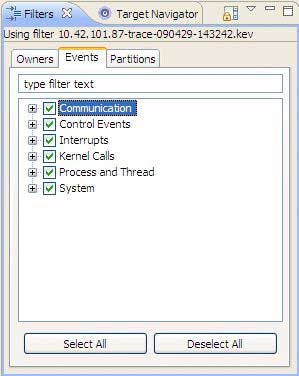 Filters Target Navigator
Using filter 10.42.101.87-trace-090429-143242.kev
Owners Events Partitions
type filter text
Communication
Control Events
Interrupts
Kernel Calls
Process and Thread
System
Select All Deselect All